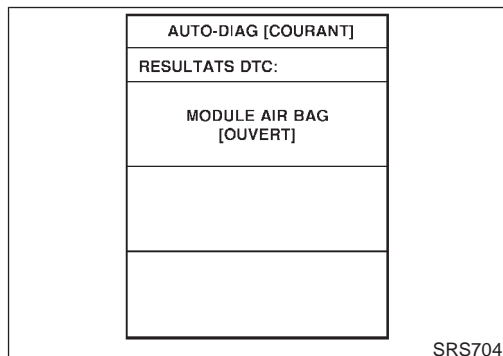 AUTO-DIAG [COURANT]
RESULTATS DTC:
MODULE AIR BAG
[OUVERT]
SRS704